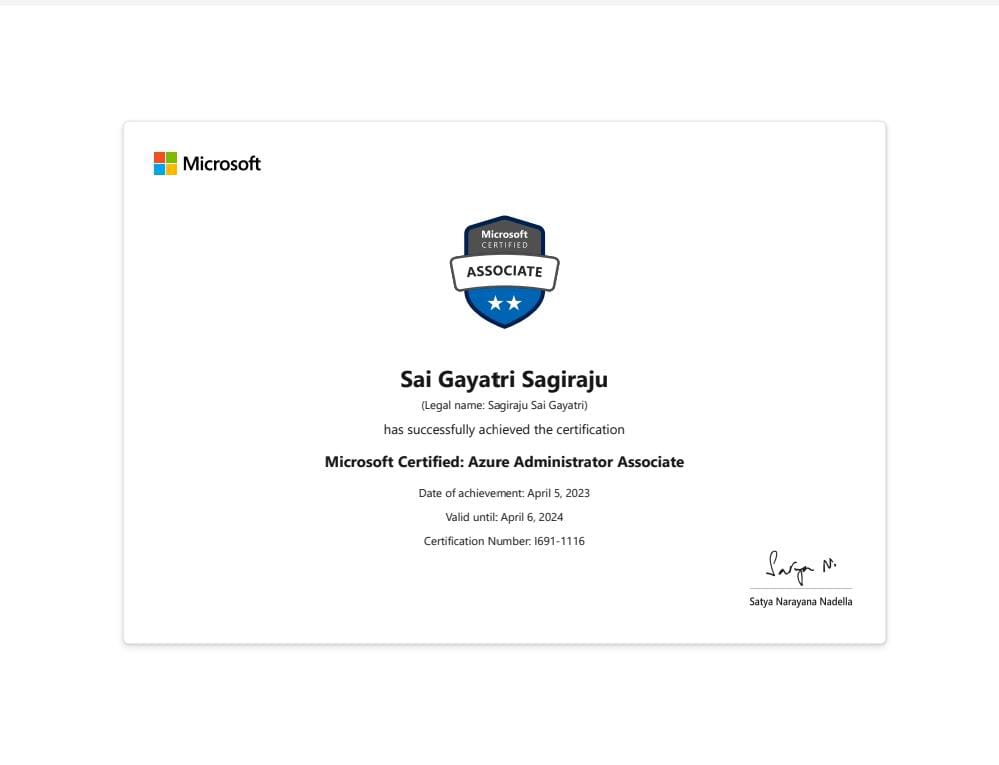 Microsoft
Microsoft
CERTIFIED
ASSOCIATE
Sai Gayatri Sagiraju
(Legal name: Sagiraju Sai Gayatri)
has successfully achieved the certification
Microsoft Certified: Azure Administrator Associate
Date of achievement: April 5, 2023
Valid until: April 6, 2024
Certification Number: I691-1116
Satya N.
Satya Narayana Nadella